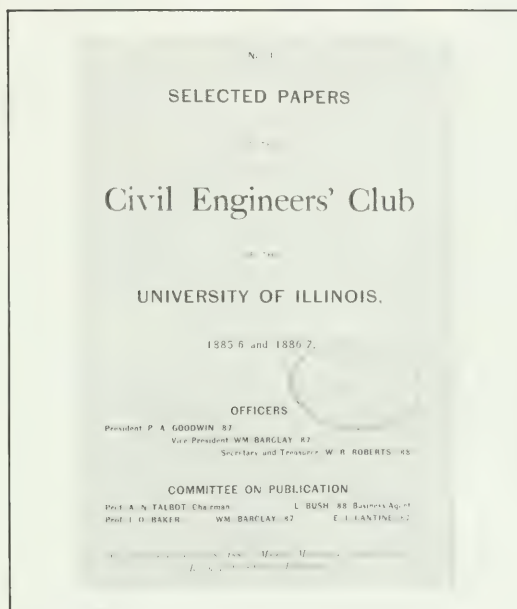 SELECTED PAPERS
Civil Engineers' Club
OF THE
UNIVERSITY OF ILLINOIS.
1885 6 and 1886 7.
OFFICERS
President P. A. GOODWIN 87
Vice President WM BARCLAY 87
Secretary and Treasurer W. R. ROBERTS 88
COMMITTEE ON PUBLICATION
Prof. A. N. TALBOT Chairman L. BUSH 88 Business Agent
Prof. I. O. BAKER WM BARCLAY 87